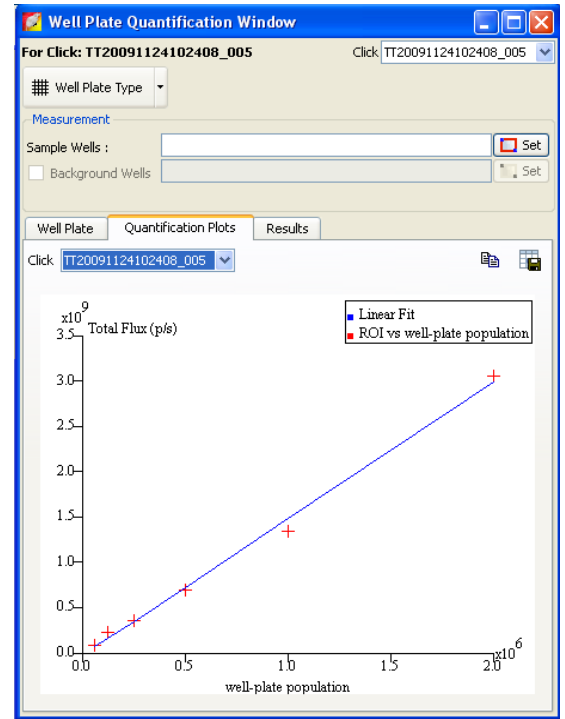 Well Plate Quantification Window
For Click: TT20091124102408_005 Click TT20091124102408_005
Well Plate Type
Measurement
Sample Wells : Set
Background Wells Set
Well Plate Quantification Plots Results
Click TT20091124102408_005
x10^9
Total Flux (p/s)
Linear Fit
ROI vs well-plate population
3.5
3.0
2.5
2.0
1.5
1.0
0.5
0.0
0.0 0.5 1.0 1.5 2.0 x10^6
well-plate population